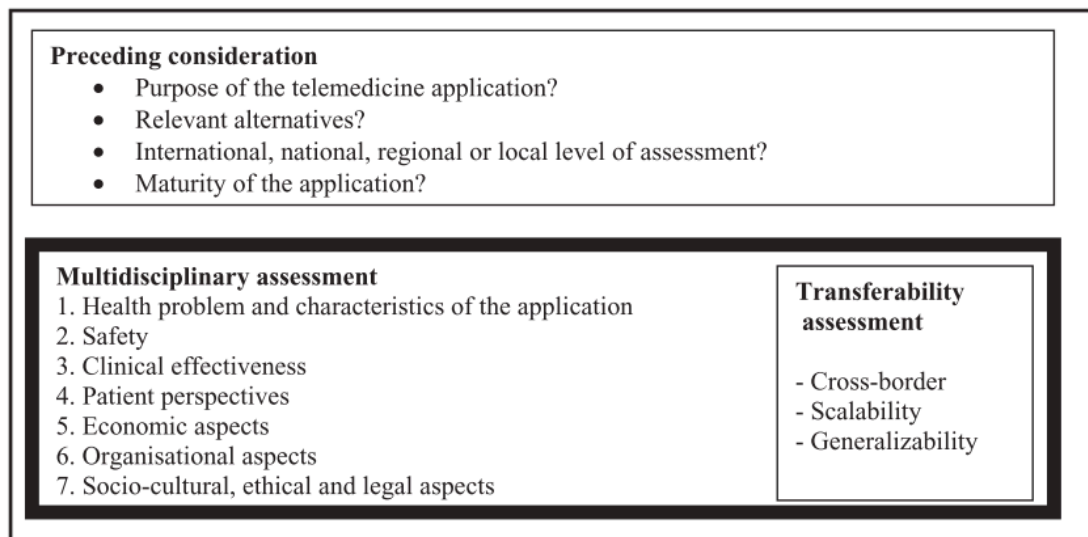 Preceding consideration
• Purpose of the telemedicine application?
• Relevant alternatives?
• International, national, regional or local level of assessment?
• Maturity of the application?
Multidisciplinary assessment
1. Health problem and characteristics of the application
2. Safety
3. Clinical effectiveness
4. Patient perspectives
5. Economic aspects
6. Organisational aspects
7. Socio-cultural, ethical and legal aspects
Transferability
assessment
- Cross-border
- Scalability
- Generalizability